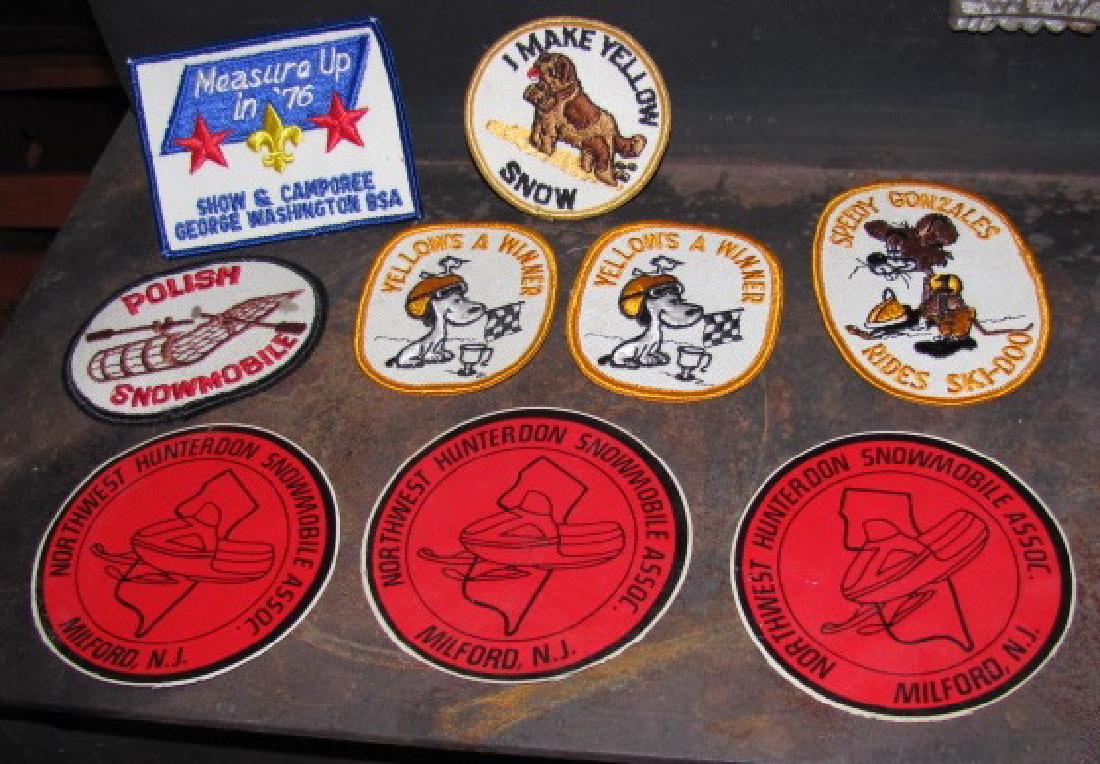 Measure Up
in '76
SHOW & CAMPOREE
GEORGE WASHINGTON BSA
I MAKE YELLOW
SNOW
POLISH
SNOWMOBILE
YELLOW'S A WINNER
YELLOW'S A WINNER
SPEEDY GONZALES
RIDES SKI-DOO!
NORTHWEST HUNTERDON SNOWMOBILE ASSOC.
MILFORD, N.J.
NORTHWEST HUNTERDON SNOWMOBILE ASSOC.
MILFORD, N.J.
NORTHWEST HUNTERDON SNOWMOBILE ASSOC.
MILFORD, N.J.